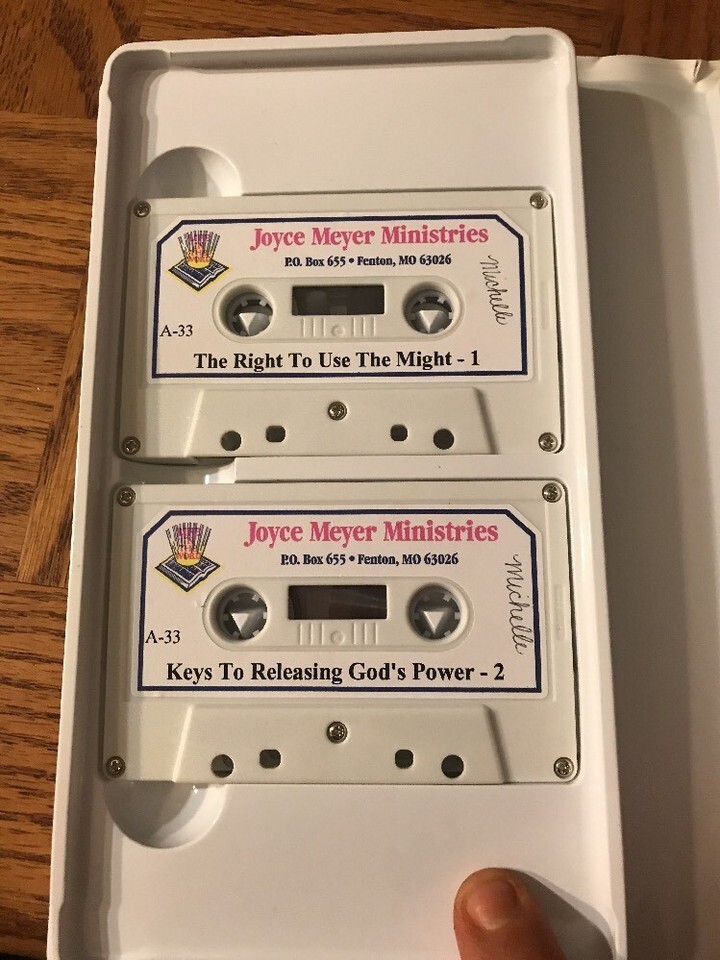 Joyce Meyer Ministries
P.O. Box 655 • Fenton, MO 63026
Michelle
A-33
The Right To Use The Might - 1
Joyce Meyer Ministries
P.O. Box 655 • Fenton, MO 63026
Michelle
A-33
Keys To Releasing God's Power - 2